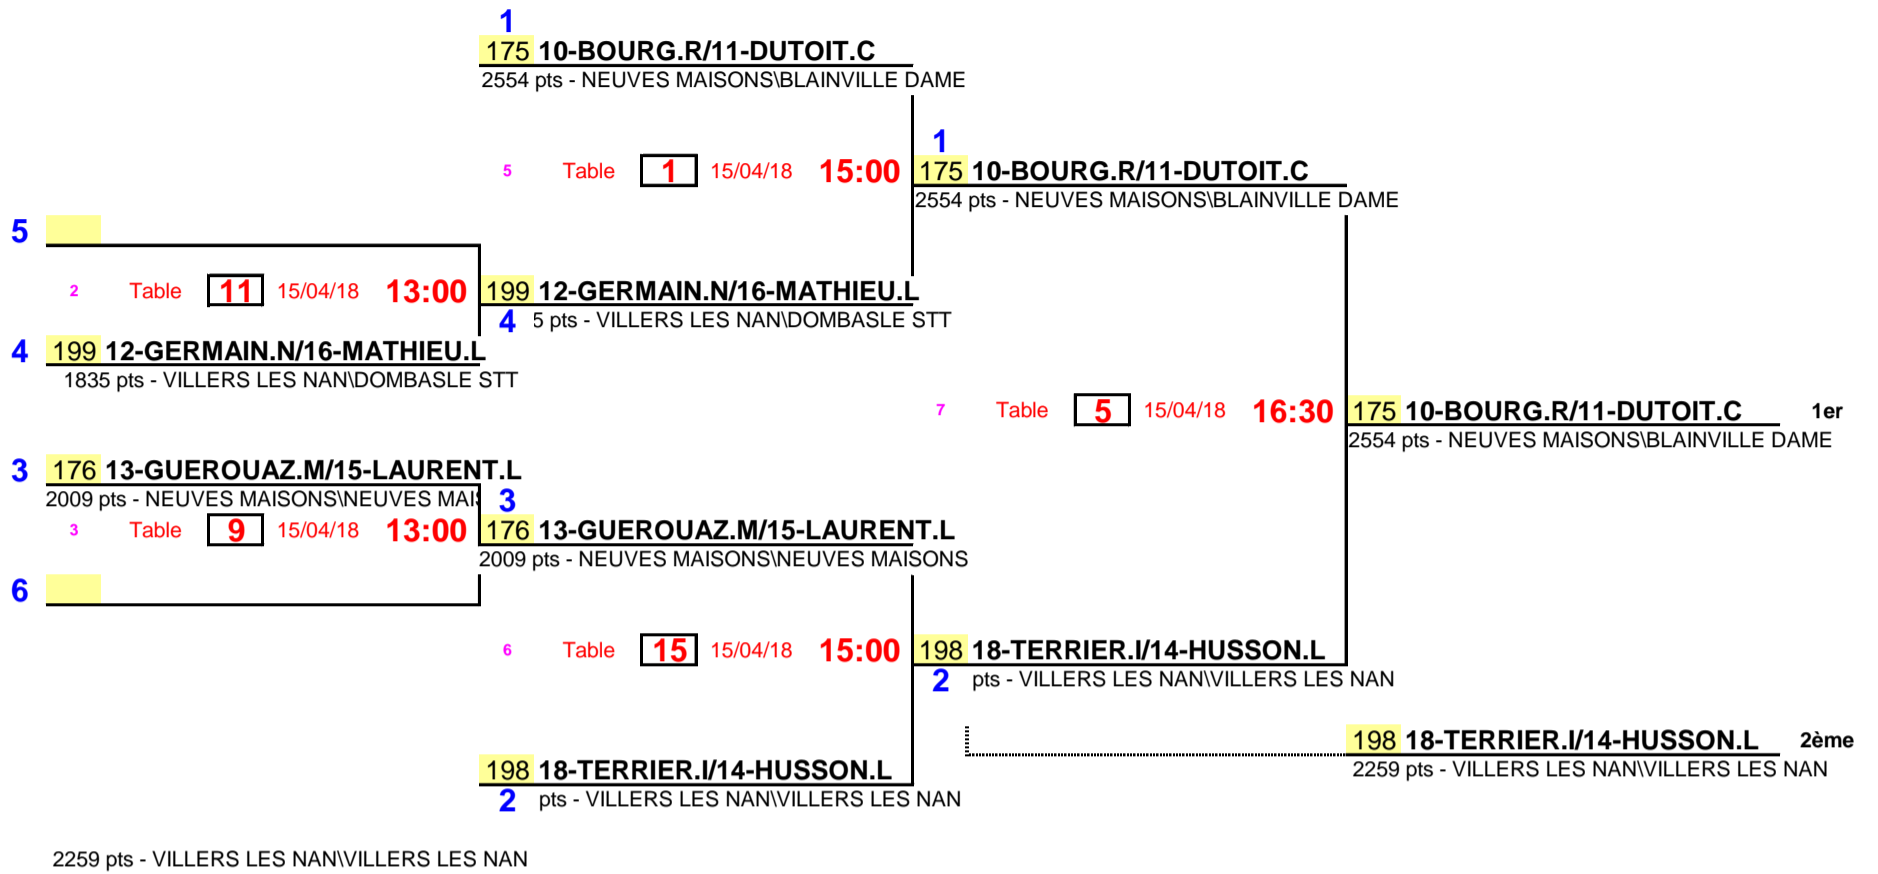 1
175 10-BOURG.R/11-DUTOIT.C
2554 pts - NEUVES MAISONS\BLAINVILLE DAME
1
5 Table 1 15/04/18 15:00 175 10-BOURG.R/11-DUTOIT.C
2554 pts - NEUVES MAISONS\BLAINVILLE DAME
5
2 Table 11 15/04/18 13:00 199 12-GERMAIN.N/16-MATHIEU.L
4 5 pts - VILLERS LES NAN\DOMBASLE STT
4 199 12-GERMAIN.N/16-MATHIEU.L
1835 pts - VILLERS LES NAN\DOMBASLE STT
7 Table 5 15/04/18 16:30 175 10-BOURG.R/11-DUTOIT.C 1er
2554 pts - NEUVES MAISONS\BLAINVILLE DAME
3 176 13-GUEROUAZ.M/15-LAURENT.L
2009 pts - NEUVES MAISONS\NEUVES MAIS
3
3 Table 9 15/04/18 13:00 176 13-GUEROUAZ.M/15-LAURENT.L
2009 pts - NEUVES MAISONS\NEUVES MAISONS
6
6 Table 15 15/04/18 15:00 198 18-TERRIER.I/14-HUSSON.L
2 pts - VILLERS LES NAN\VILLERS LES NAN
198 18-TERRIER.I/14-HUSSON.L 2ème
2259 pts - VILLERS LES NAN\VILLERS LES NAN
198 18-TERRIER.I/14-HUSSON.L
2 pts - VILLERS LES NAN\VILLERS LES NAN
2259 pts - VILLERS LES NAN\VILLERS LES NAN